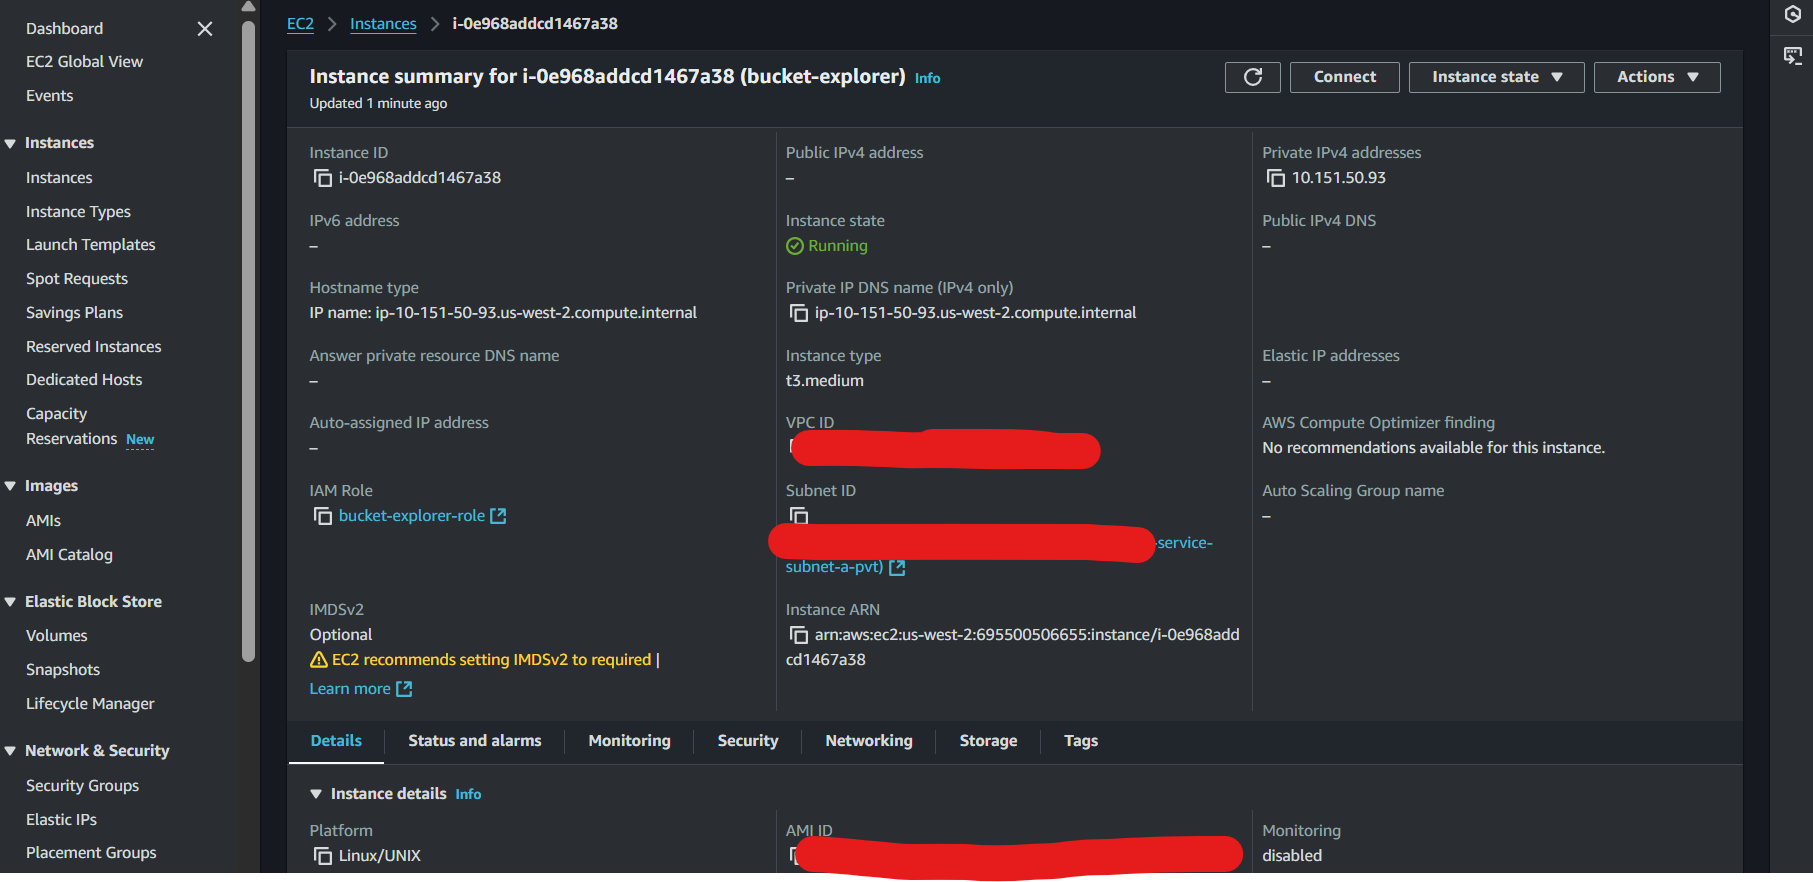 Dashboard
EC2 Global View
Events
Instances
Instances
Instance Types
Launch Templates
Spot Requests
Savings Plans
Reserved Instances
Dedicated Hosts
Capacity
Reservations New
Images
AMIs
AMI Catalog
Elastic Block Store
Volumes
Snapshots
Lifecycle Manager
Network & Security
Security Groups
Elastic IPs
Placement Groups
EC2 Instances i-0e968addcd1467a38
Instance summary for i-0e968addcd1467a38 (bucket-explorer) Info
Updated 1 minute ago
Connect
Instance state
Actions
Instance ID
i-0e968addcd1467a38
Public IPv4 address
–
Private IPv4 addresses
10.151.50.93
IPv6 address
–
Instance state
Running
Public IPv4 DNS
–
Hostname type
IP name: ip-10-151-50-93.us-west-2.compute.internal
Private IP DNS name (IPv4 only)
ip-10-151-50-93.us-west-2.compute.internal
Answer private resource DNS name
–
Instance type
t3.medium
Elastic IP addresses
–
Auto-assigned IP address
–
VPC ID
AWS Compute Optimizer finding
No recommendations available for this instance.
IAM Role
bucket-explorer-role
Subnet ID
-service-
subnet-a-pvt)
Auto Scaling Group name
–
IMDSv2
Optional
EC2 recommends setting IMDSv2 to required |
Learn more
Instance ARN
arn:aws:ec2:us-west-2:695500506655:instance/i-0e968add
cd1467a38
Details
Status and alarms
Monitoring
Security
Networking
Storage
Tags
Instance details Info
Platform
Linux/UNIX
AMI ID
Monitoring
disabled